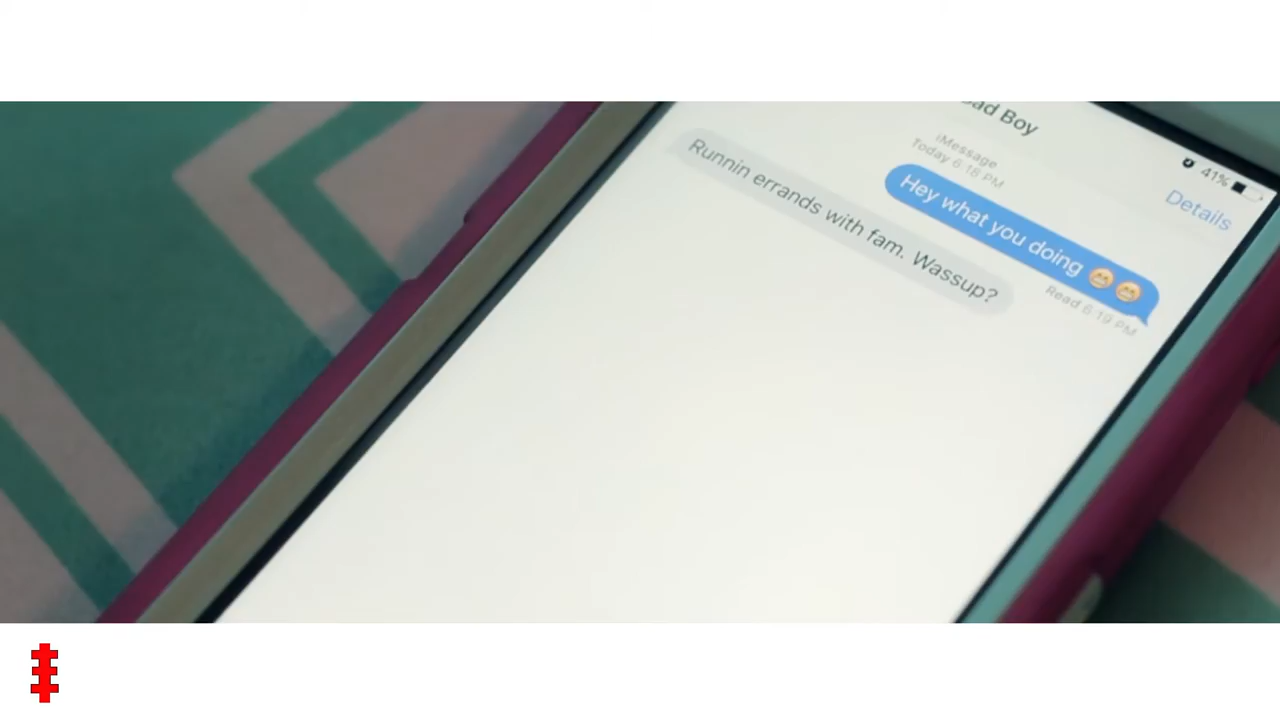 Boy
41%
iMessage
Today 6:18 PM
Details
Hey what you doing 😁😁
Read 6:19 PM
Runnin errands with fam. Wassup?